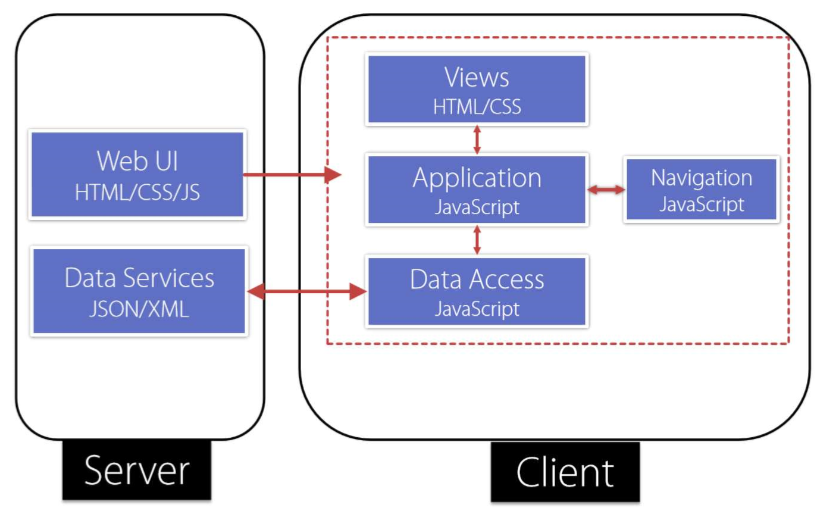 Web UI
HTML/CSS/JS
Data Services
JSON/XML
Server
Views
HTML/CSS
Application
JavaScript
Navigation
JavaScript
Data Access
JavaScript
Client